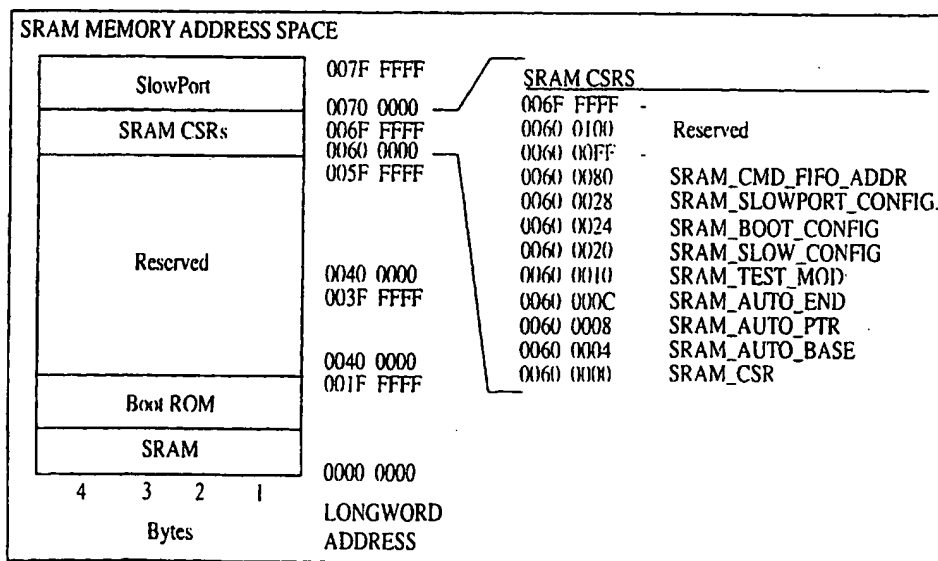 SRAM MEMORY ADDRESS SPACE
SlowPort
SRAM CSRs
Reserved
Boot ROM
SRAM
4 3 2 1
Bytes
007F FFFF
0070 0000
006F FFFF
0060 0000
005F FFFF
0040 0000
003F FFFF
0040 0000
001F FFFF
0000 0000
LONGWORD
ADDRESS
SRAM CSRS
006F FFFF -
0060 0100 Reserved
0060 00FF -
0060 0080 SRAM_CMD_FIFO_ADDR
0060 0028 SRAM_SLOWPORT_CONFIG.
0060 0024 SRAM_BOOT_CONFIG
0060 0020 SRAM_SLOW_CONFIG
0060 0010 SRAM_TEST_MOD
0060 000C SRAM_AUTO_END
0060 0008 SRAM_AUTO_PTR
0060 0004 SRAM_AUTO_BASE
0060 0000 SRAM_CSR